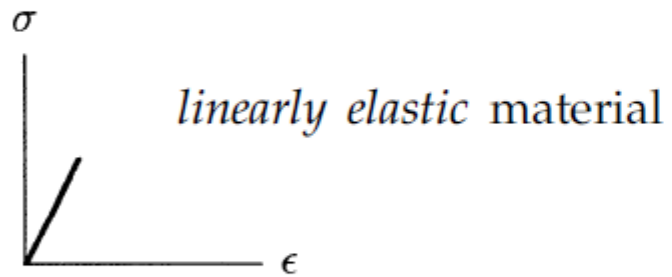 σ
linearly elastic material
ϵ